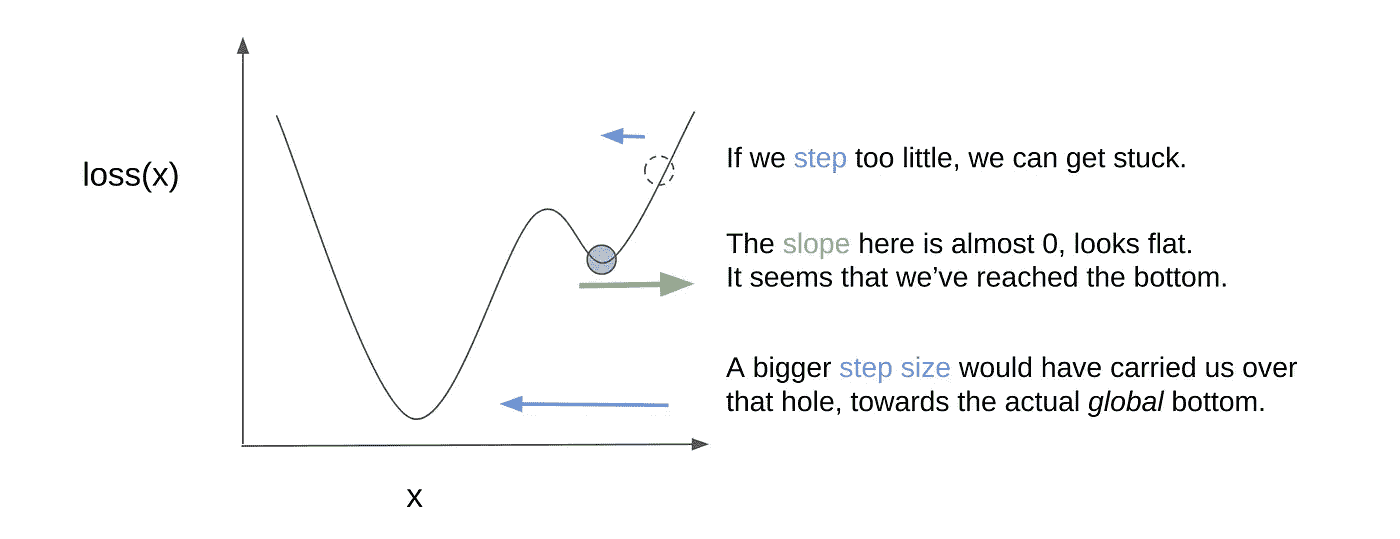 loss(x)
If we step too little, we can get stuck.
The slope here is almost 0, looks flat.
It seems that we’ve reached the bottom.
A bigger step size would have carried us over
that hole, towards the actual global bottom.
x